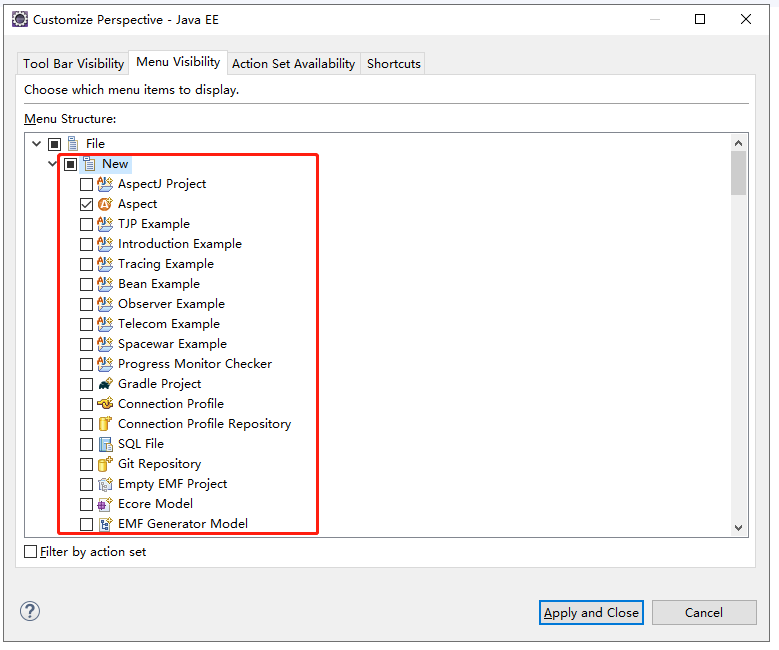 Customize Perspective - Java EE
Tool Bar Visibility Menu Visibility Action Set Availability Shortcuts
Choose which menu items to display.
Menu Structure:
File
New
AspectJ Project
Aspect
TJP Example
Introduction Example
Tracing Example
Bean Example
Observer Example
Telecom Example
Spacewar Example
Progress Monitor Checker
Gradle Project
Connection Profile
Connection Profile Repository
SQL File
Git Repository
Empty EMF Project
Ecore Model
EMF Generator Model
Filter by action set
Apply and Close Cancel